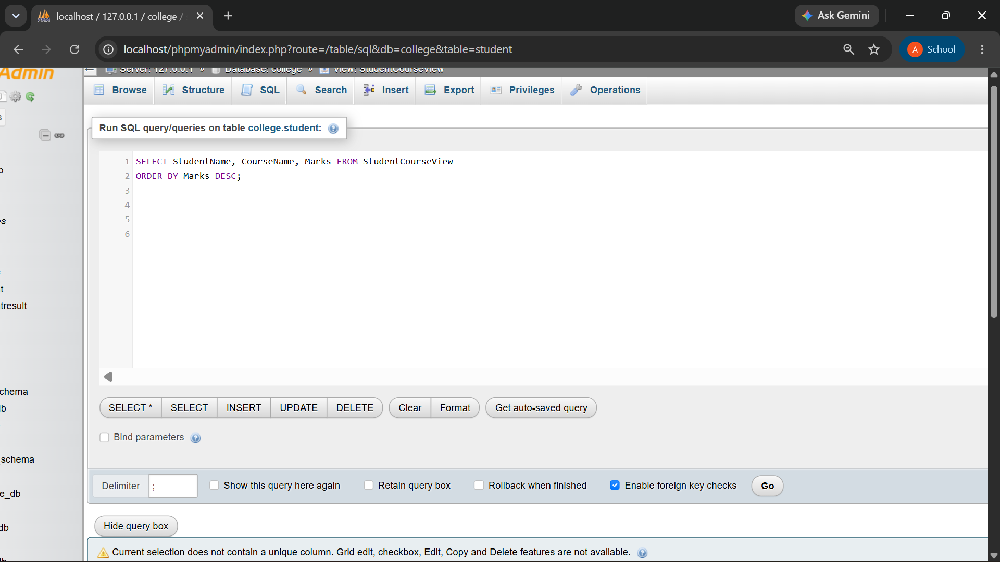 localhost / 127.0.0.1 / college /
Ask Gemini
localhost/phpmyadmin/index.php?route=/table/sql&db=college&table=student
A School
Admin
Server: 127.0.0.1 » Database: college » View: StudentCourseView
Browse Structure SQL Search Insert Export Privileges Operations
Run SQL query/queries on table college.student:
1 SELECT StudentName, CourseName, Marks FROM StudentCourseView
2 ORDER BY Marks DESC;
3
4
5
6
tresult
chema
_schema
e_db
SELECT * SELECT INSERT UPDATE DELETE Clear Format Get auto-saved query
Bind parameters
Delimiter ; Show this query here again Retain query box Rollback when finished Enable foreign key checks Go
Hide query box
Current selection does not contain a unique column. Grid edit, checkbox, Edit, Copy and Delete features are not available.